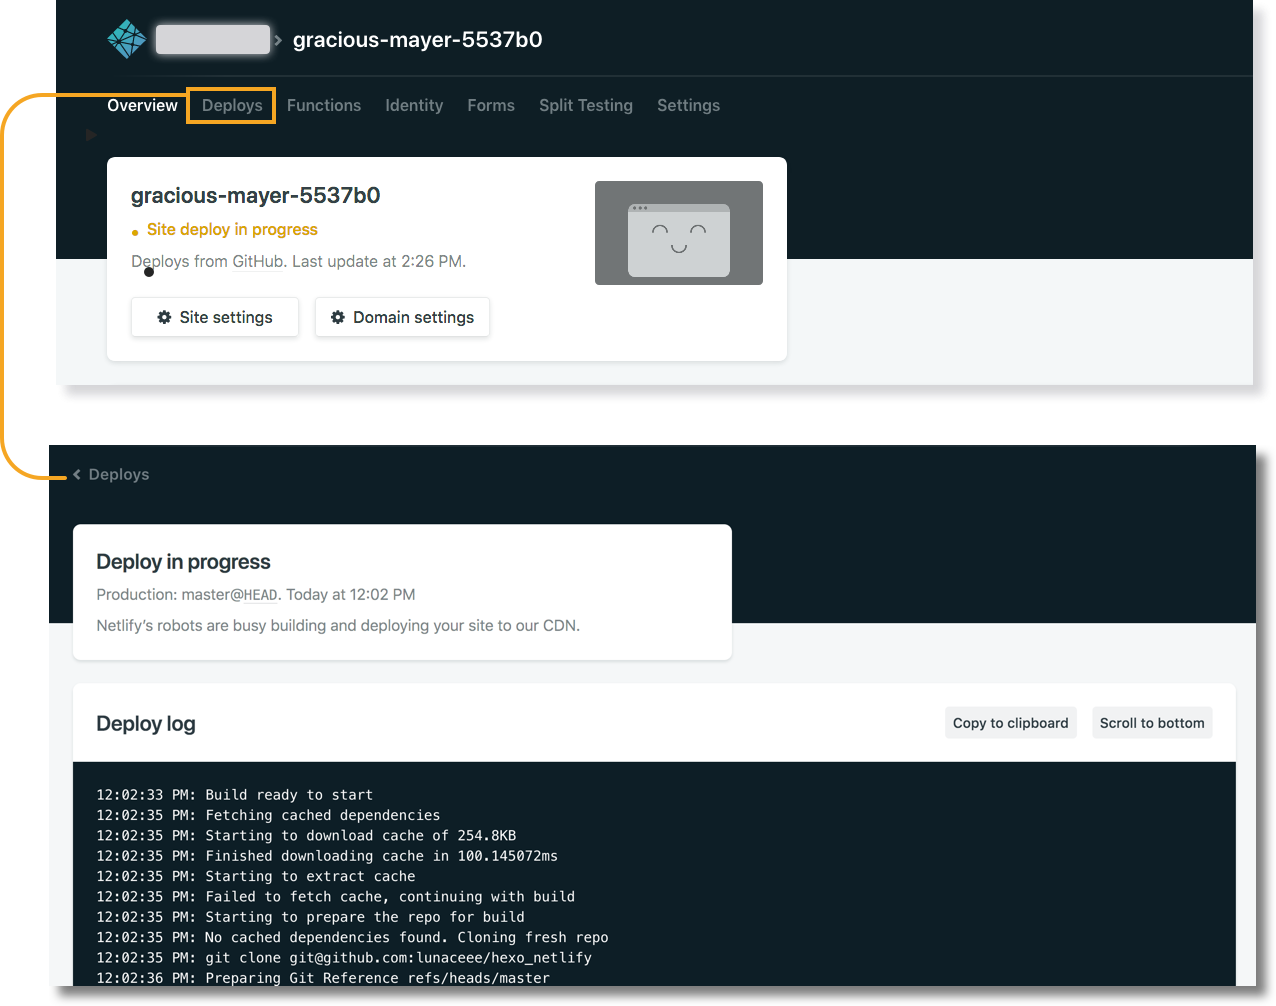 gracious-mayer-5537b0
Overview Deploys Functions Identity Forms Split Testing Settings
gracious-mayer-5537b0
Site deploy in progress
Deploys from GitHub. Last update at 2:26 PM.
Site settings Domain settings
Deploys
Deploy in progress
Production: master@HEAD. Today at 12:02 PM
Netlify’s robots are busy building and deploying your site to our CDN.
Deploy log Copy to clipboard Scroll to bottom
12:02:33 PM: Build ready to start
12:02:35 PM: Fetching cached dependencies
12:02:35 PM: Starting to download cache of 254.8KB
12:02:35 PM: Finished downloading cache in 100.145072ms
12:02:35 PM: Starting to extract cache
12:02:35 PM: Failed to fetch cache, continuing with build
12:02:35 PM: Starting to prepare the repo for build
12:02:35 PM: No cached dependencies found. Cloning fresh repo
12:02:35 PM: git clone git@github.com:lunaceee/hexo_netlify
12:02:36 PM: Preparing Git Reference refs/heads/master